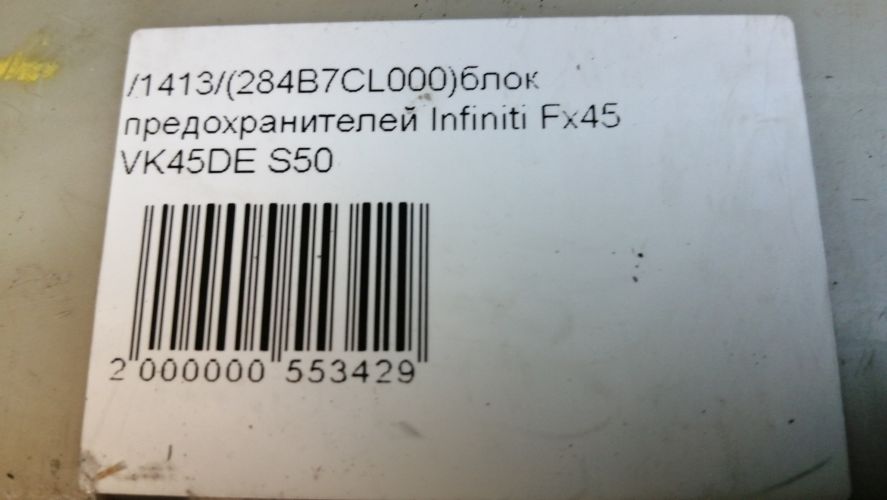 /1413/(284B7CL000)блок
предохранителей Infiniti Fx45
VK45DE S50
2 000000 553429